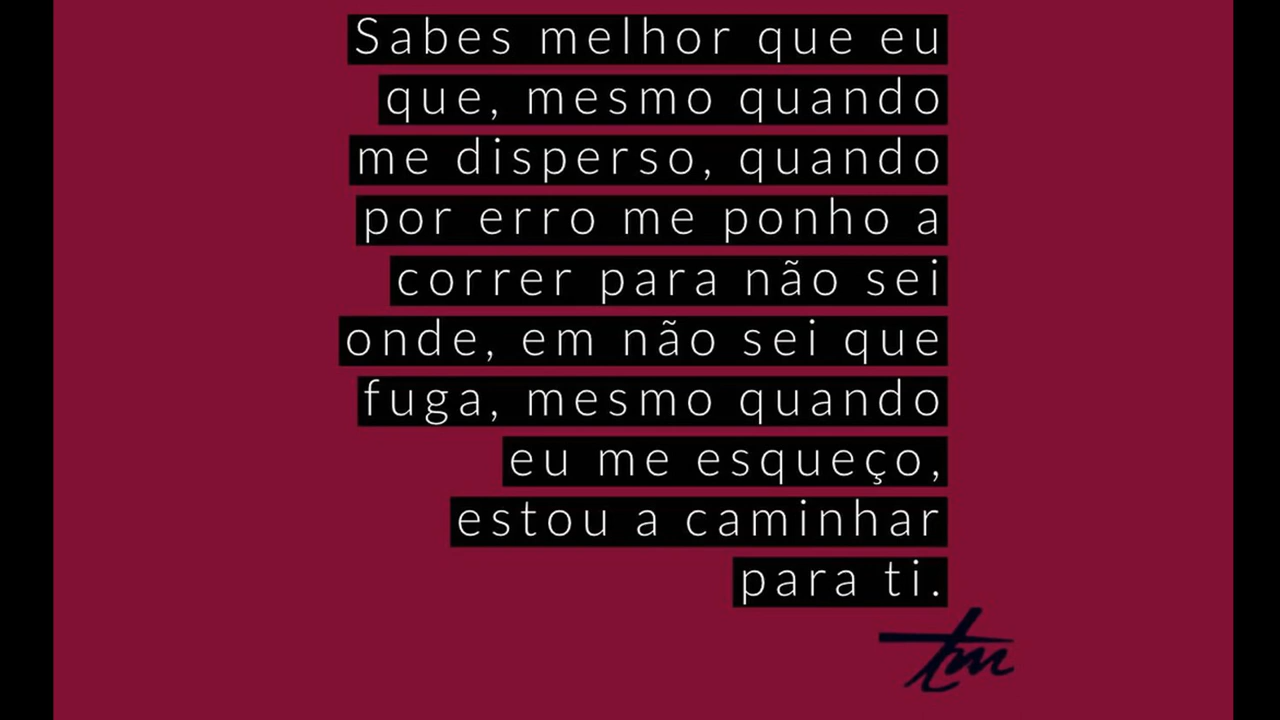 Sabes melhor que eu
que, mesmo quando
me disperso, quando
por erro me ponho a
correr para não sei
onde, em não sei que
fuga, mesmo quando
eu me esqueço,
estou a caminhar
para ti.
tm